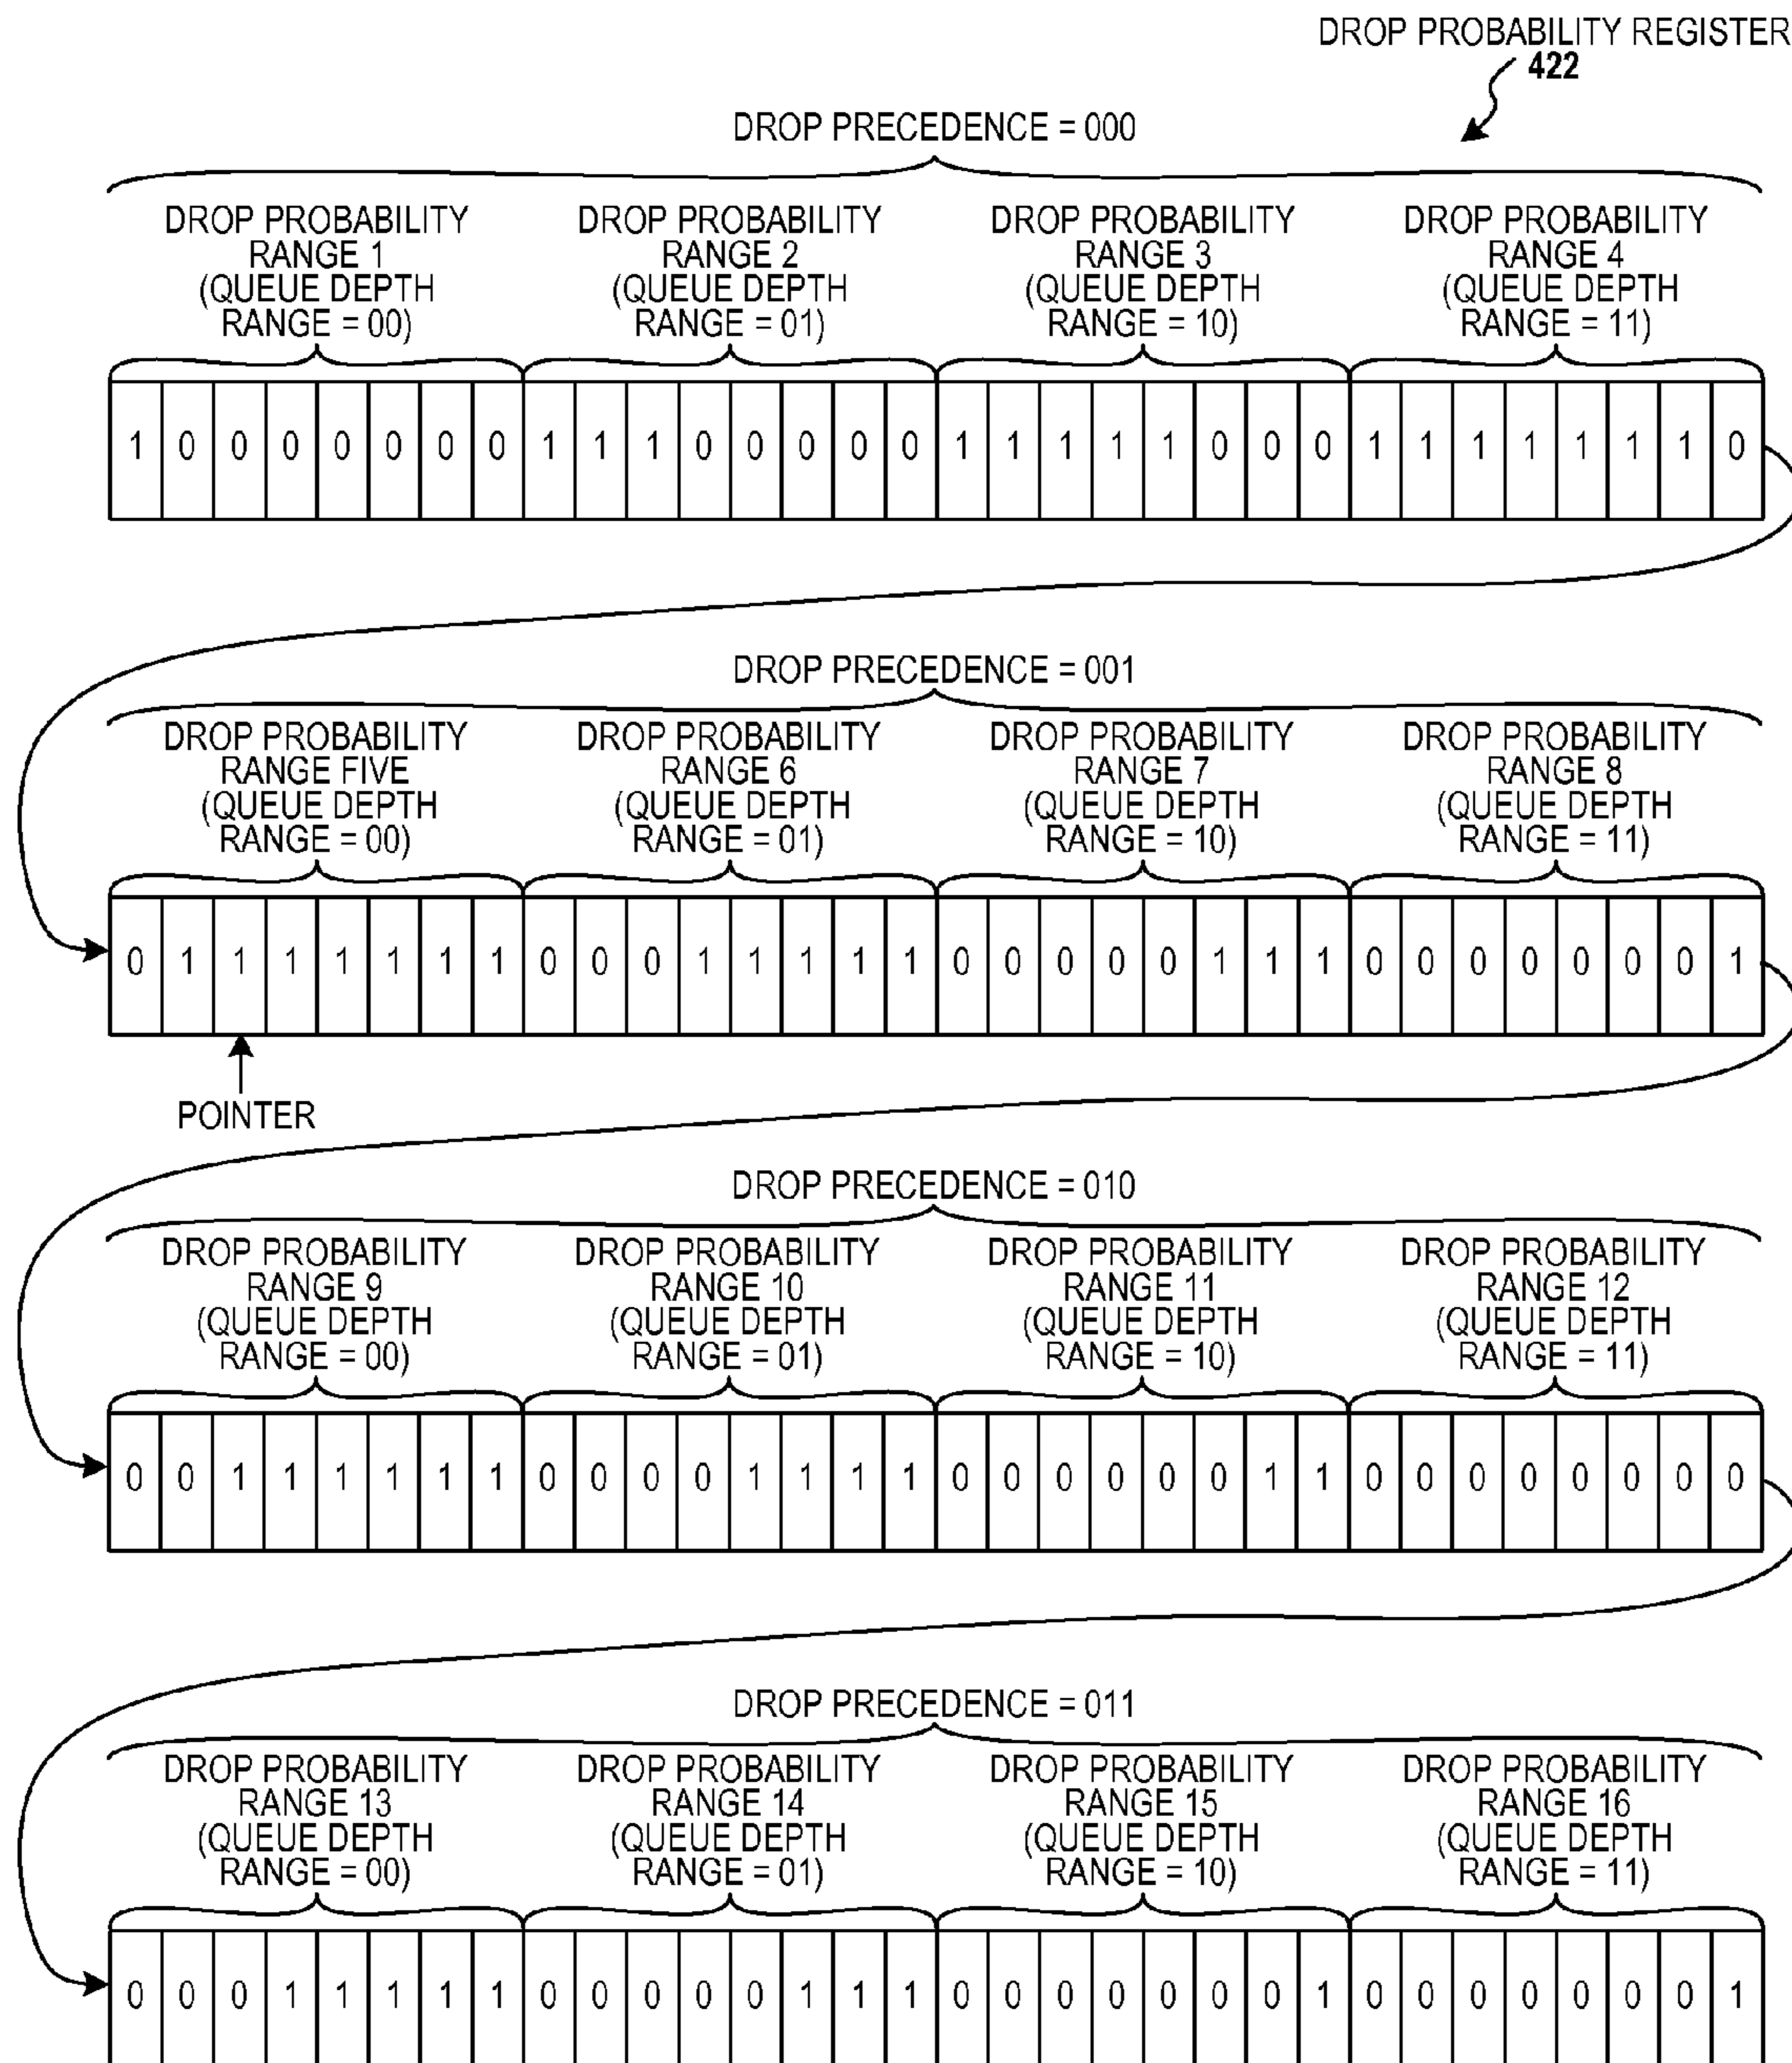 DROP PROBABILITY REGISTER
422
DROP PRECEDENCE = 000
DROP PROBABILITY RANGE 1 (QUEUE DEPTH RANGE = 00)
DROP PROBABILITY RANGE 2 (QUEUE DEPTH RANGE = 01)
DROP PROBABILITY RANGE 3 (QUEUE DEPTH RANGE = 10)
DROP PROBABILITY RANGE 4 (QUEUE DEPTH RANGE = 11)
1 0 0 0 0 0 0 0 1 1 1 0 0 0 0 0 1 1 1 1 1 0 0 0 1 1 1 1 1 1 1 0
DROP PRECEDENCE = 001
DROP PROBABILITY RANGE FIVE (QUEUE DEPTH RANGE = 00)
DROP PROBABILITY RANGE 6 (QUEUE DEPTH RANGE = 01)
DROP PROBABILITY RANGE 7 (QUEUE DEPTH RANGE = 10)
DROP PROBABILITY RANGE 8 (QUEUE DEPTH RANGE = 11)
0 1 1 1 1 1 1 1 0 0 0 1 1 1 1 1 0 0 0 0 0 1 1 1 0 0 0 0 0 0 0 1
POINTER
DROP PRECEDENCE = 010
DROP PROBABILITY RANGE 9 (QUEUE DEPTH RANGE = 00)
DROP PROBABILITY RANGE 10 (QUEUE DEPTH RANGE = 01)
DROP PROBABILITY RANGE 11 (QUEUE DEPTH RANGE = 10)
DROP PROBABILITY RANGE 12 (QUEUE DEPTH RANGE = 11)
0 0 1 1 1 1 1 1 0 0 0 0 1 1 1 1 0 0 0 0 0 0 1 1 0 0 0 0 0 0 0 0
DROP PRECEDENCE = 011
DROP PROBABILITY RANGE 13 (QUEUE DEPTH RANGE = 00)
DROP PROBABILITY RANGE 14 (QUEUE DEPTH RANGE = 01)
DROP PROBABILITY RANGE 15 (QUEUE DEPTH RANGE = 10)
DROP PROBABILITY RANGE 16 (QUEUE DEPTH RANGE = 11)
0 0 0 1 1 1 1 1 0 0 0 0 0 1 1 1 0 0 0 0 0 0 0 1 0 0 0 0 0 0 0 1